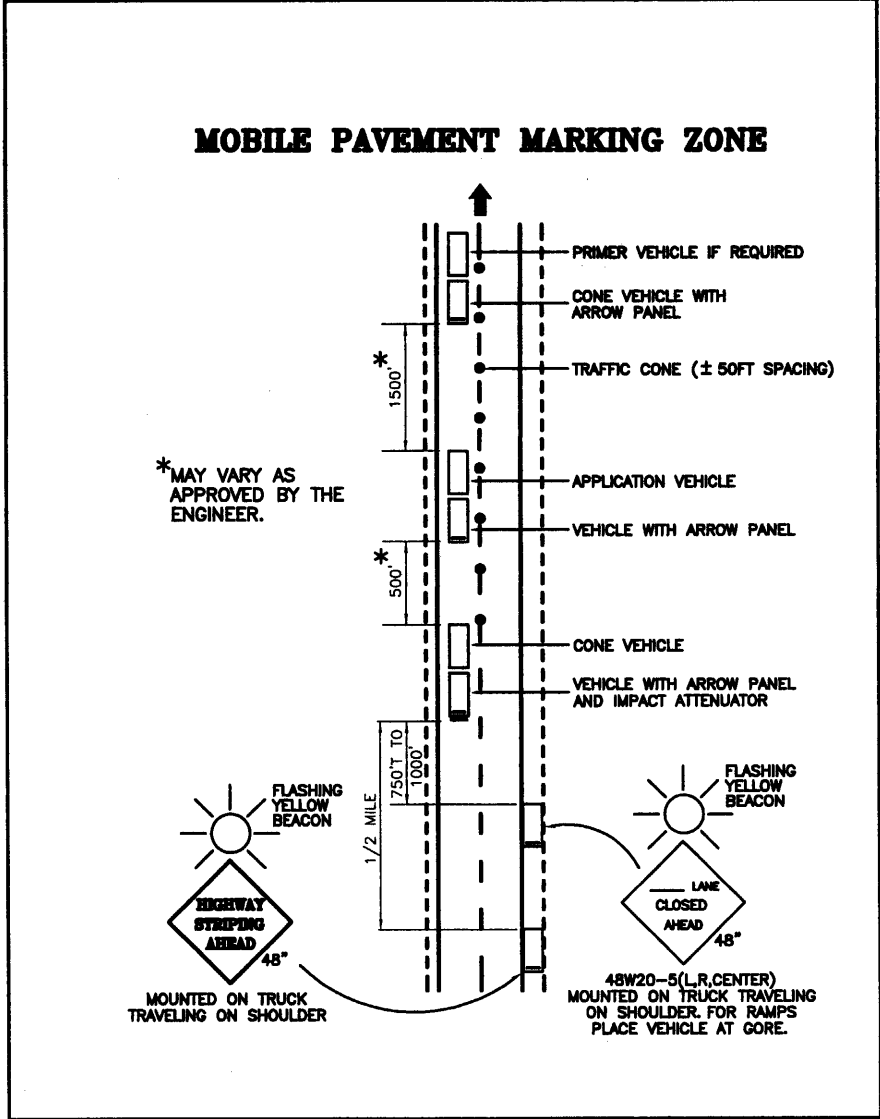 MOBILE PAVEMENT MARKING ZONE
PRIMER VEHICLE IF REQUIRED
CONE VEHICLE WITH
ARROW PANEL
*
1500'
TRAFFIC CONE (± 50FT SPACING)
*MAY VARY AS
APPROVED BY THE
ENGINEER.
APPLICATION VEHICLE
VEHICLE WITH ARROW PANEL
*
500'
CONE VEHICLE
VEHICLE WITH ARROW PANEL
AND IMPACT ATTENUATOR
750'T TO
1000'
1/2 MILE
FLASHING
YELLOW
BEACON
HIGHWAY
STRIPING
AHEAD
48"
MOUNTED ON TRUCK
TRAVELING ON SHOULDER
FLASHING
YELLOW
BEACON
___ LANE
CLOSED
AHEAD
48"
48W20-5(L,R,CENTER)
MOUNTED ON TRUCK TRAVELING
ON SHOULDER. FOR RAMPS
PLACE VEHICLE AT GORE.